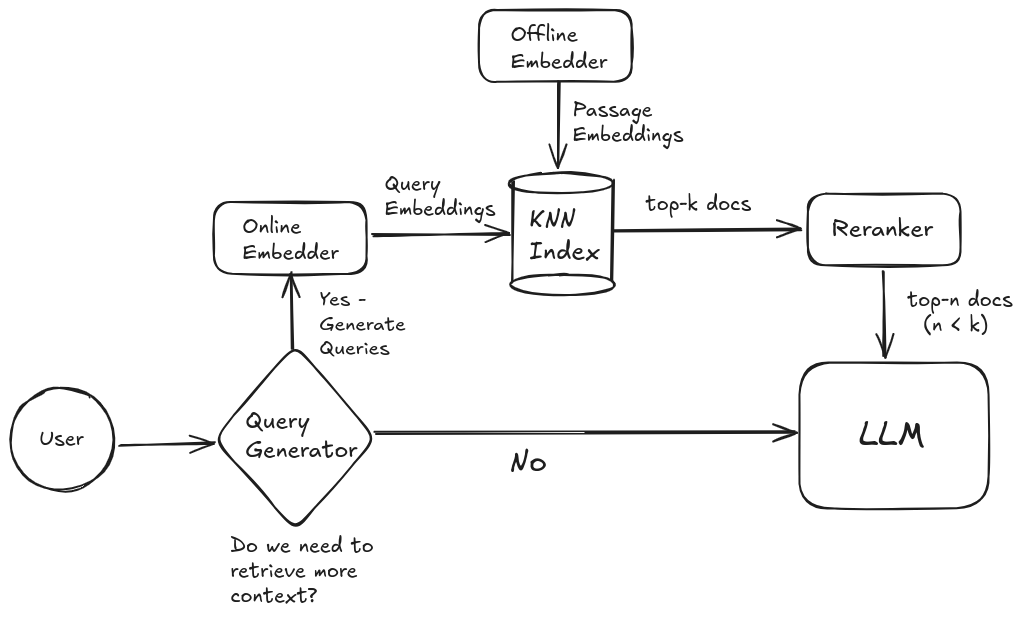 Offline
Embedder
Passage
Embeddings
Query
Embeddings
KNN
Index
top-k docs
Reranker
Online
Embedder
Yes -
Generate
Queries
top-n docs
(n < k)
User
Query
Generator
No
LLM
Do we need to
retrieve more
context?